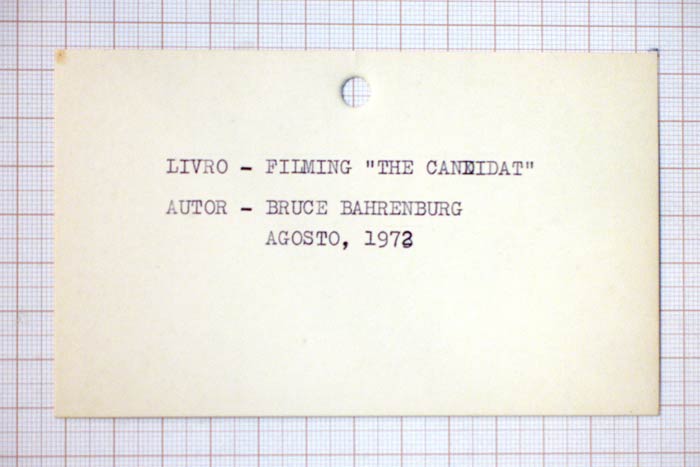 LIVRO - FILMING "THE CANDIDAT"
AUTOR - BRUCE BAHRENBURG
AGOSTO, 1972